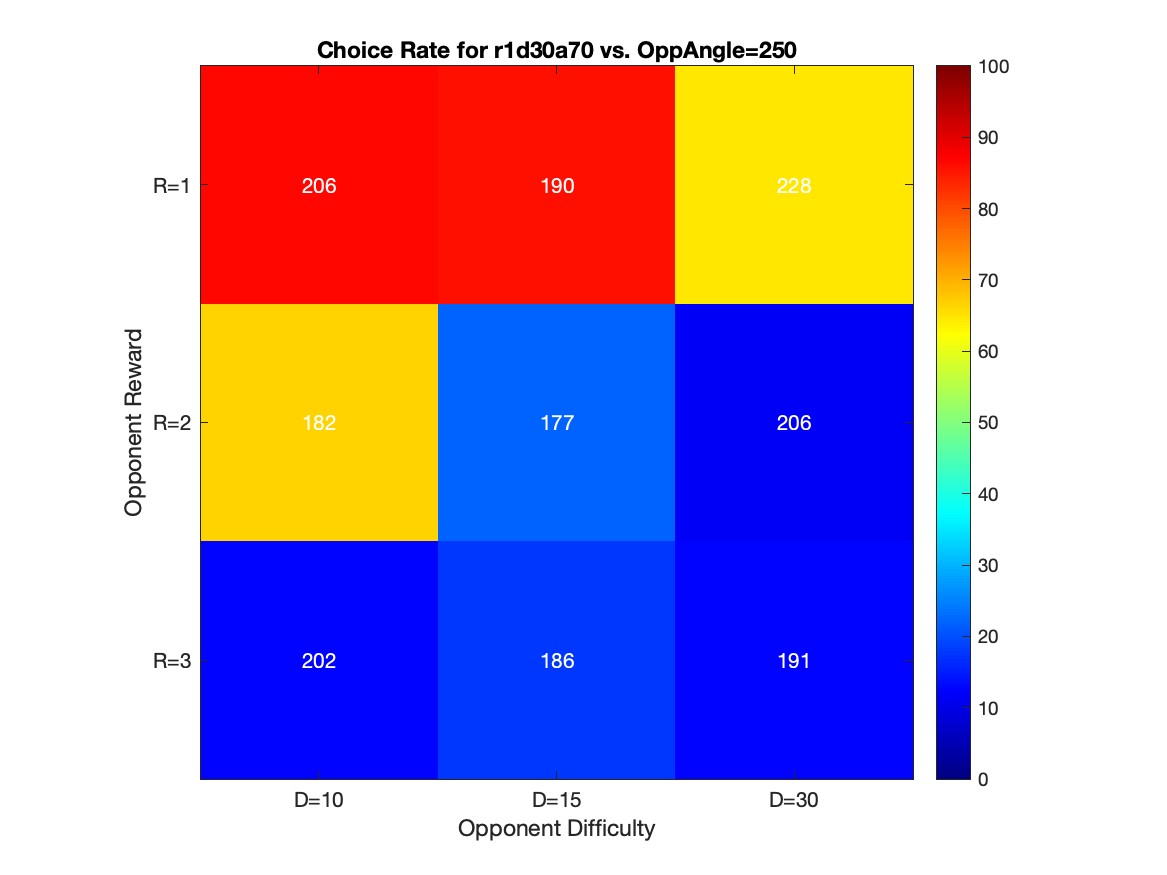 Choice Rate for r1d30a70 vs. OppAngle=250
100
90
80
70
60
50
40
30
20
10
0
Opponent Reward
R=1
206
190
228
R=2
182
177
206
R=3
202
186
191
D=10
D=15
D=30
Opponent Difficulty